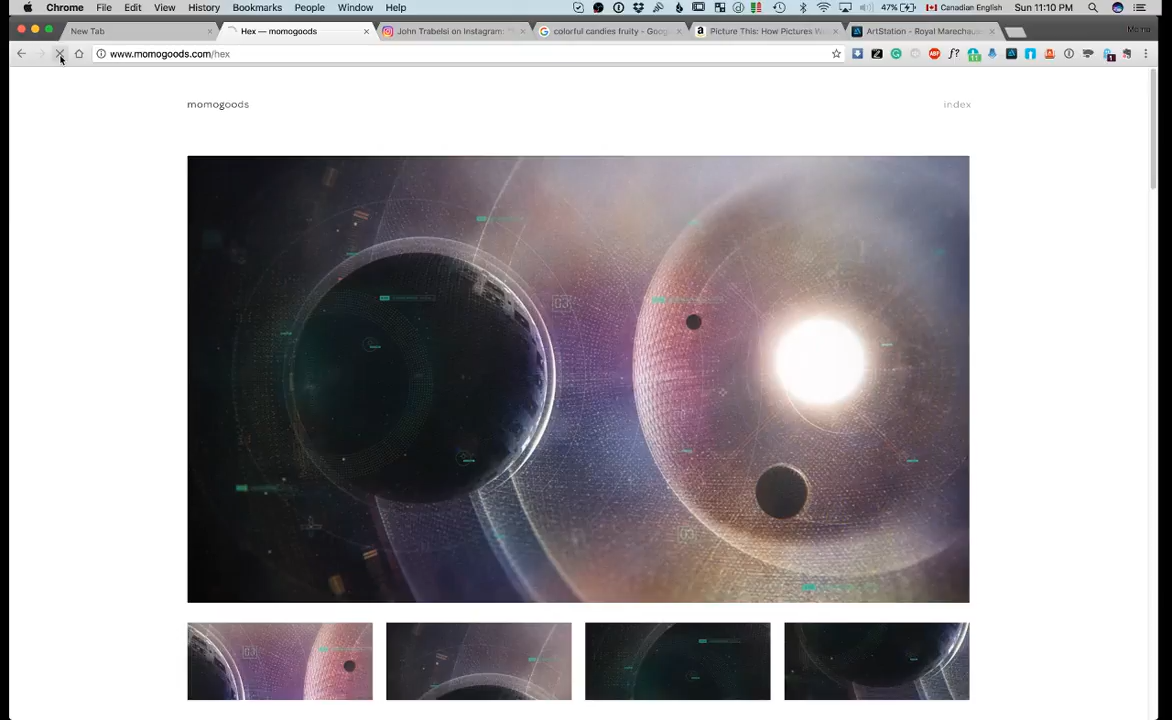 Chrome File Edit View History Bookmarks People Window Help 47% Canadian English Sun 11:10 PM
New Tab Hex — momogoods John Trabelsi on Instagram: colorful candies fruity - Goog Picture This: How Pictures W ArtStation - Royal Marechau
www.momogoods.com/hex
momogoods index
03
03
03